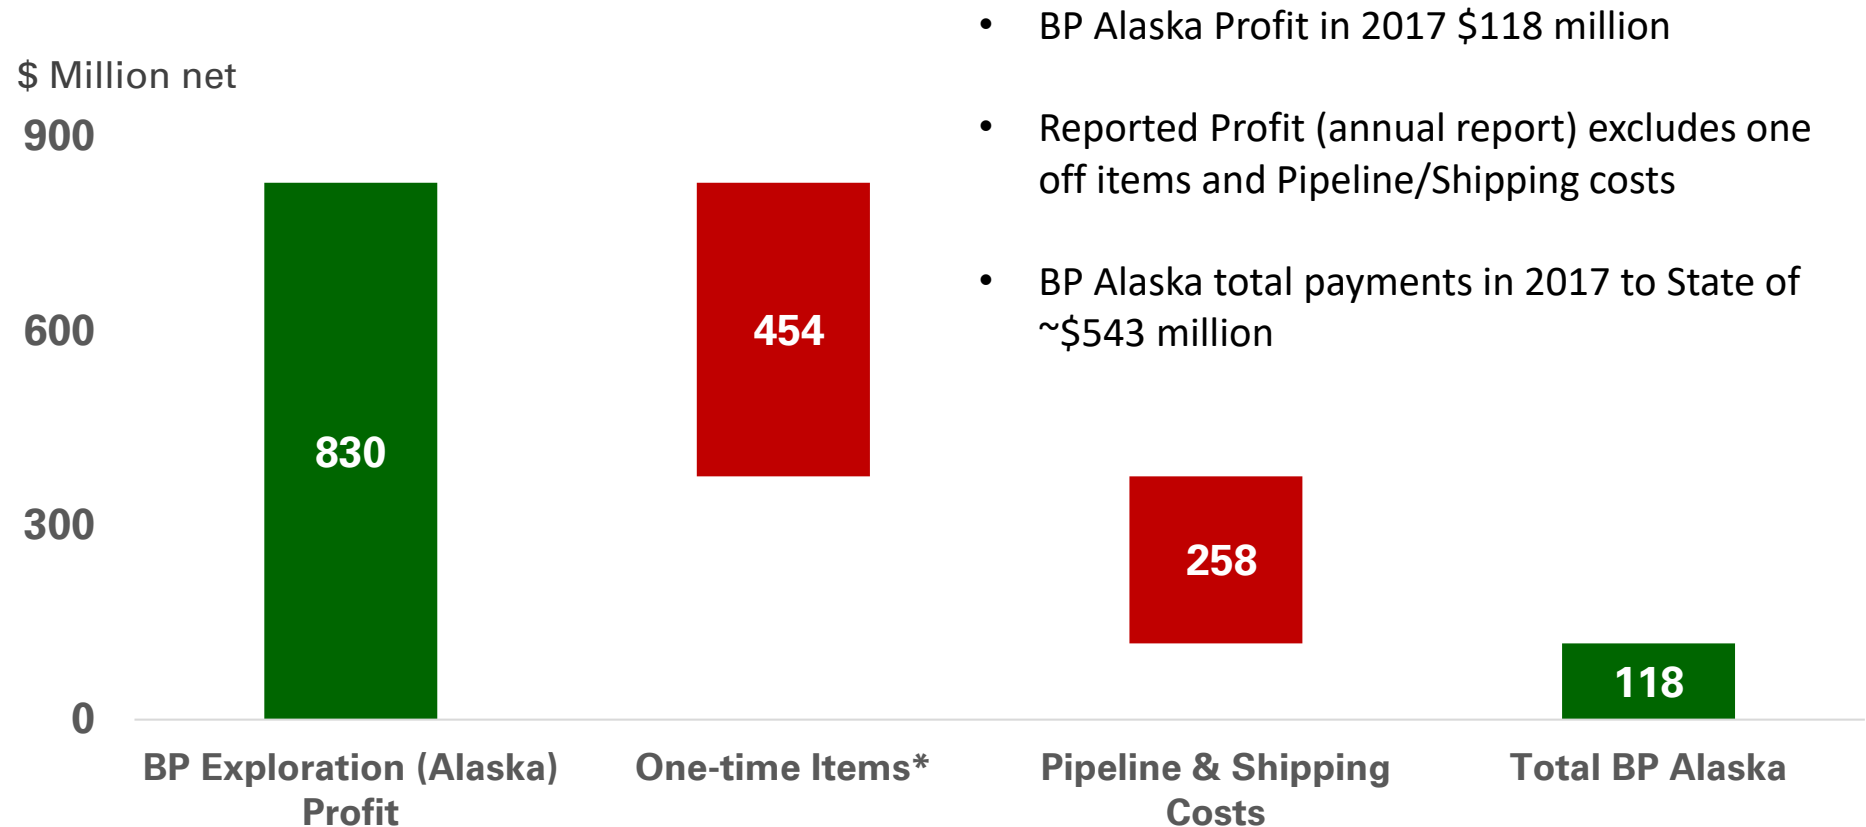 • BP Alaska Profit in 2017 $118 million
• Reported Profit (annual report) excludes one
off items and Pipeline/Shipping costs
• BP Alaska total payments in 2017 to State of
~$543 million
$ Million net
900
600
300
0
830
454
258
118
BP Exploration (Alaska)
Profit
One-time Items*
Pipeline & Shipping
Costs
Total BP Alaska